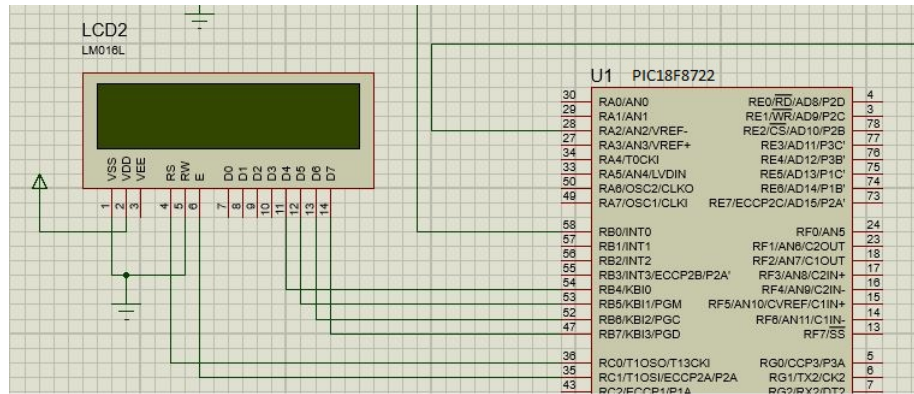 LCD2
LM016L
VSS
VDD
VEE
RS
RW
E
D0
D1
D2
D3
D4
D5
D6
D7
1
2
3
4
5
6
7
8
9
10
11
12
13
14
U1 PIC18F8722
30 RA0/AN0 RE0/RD/AD8/P2D 4
29 RA1/AN1 RE1/WR/AD9/P2C 3
28 RA2/AN2/VREF- RE2/CS/AD10/P2B 78
27 RA3/AN3/VREF+ RE3/AD11/P3C' 77
34 RA4/T0CKI RE4/AD12/P3B' 76
33 RA5/AN4/LVDIN RE5/AD13/P1C' 75
50 RA6/OSC2/CLKO RE6/AD14/P1B' 74
49 RA7/OSC1/CLKI RE7/ECCP2C/AD15/P2A' 73
58 RB0/INT0 RF0/AN5 24
57 RB1/INT1 RF1/AN6/C2OUT 23
56 RB2/INT2 RF2/AN7/C1OUT 18
55 RB3/INT3/ECCP2B/P2A' RF3/AN8/C2IN+ 17
54 RB4/KBI0 RF4/AN9/C2IN- 16
53 RB5/KBI1/PGM RF5/AN10/CVREF/C1IN+ 15
52 RB6/KBI2/PGC RF6/AN11/C1IN- 14
47 RB7/KBI3/PGD RF7/SS 13
36 RC0/T1OSO/T13CKI RG0/CCP3/P3A 5
35 RC1/T1OSI/ECCP2A/P2A RG1/TX2/CK2 6
43 RC2/ECCP1/P1A RG2/RX2/DT2 7